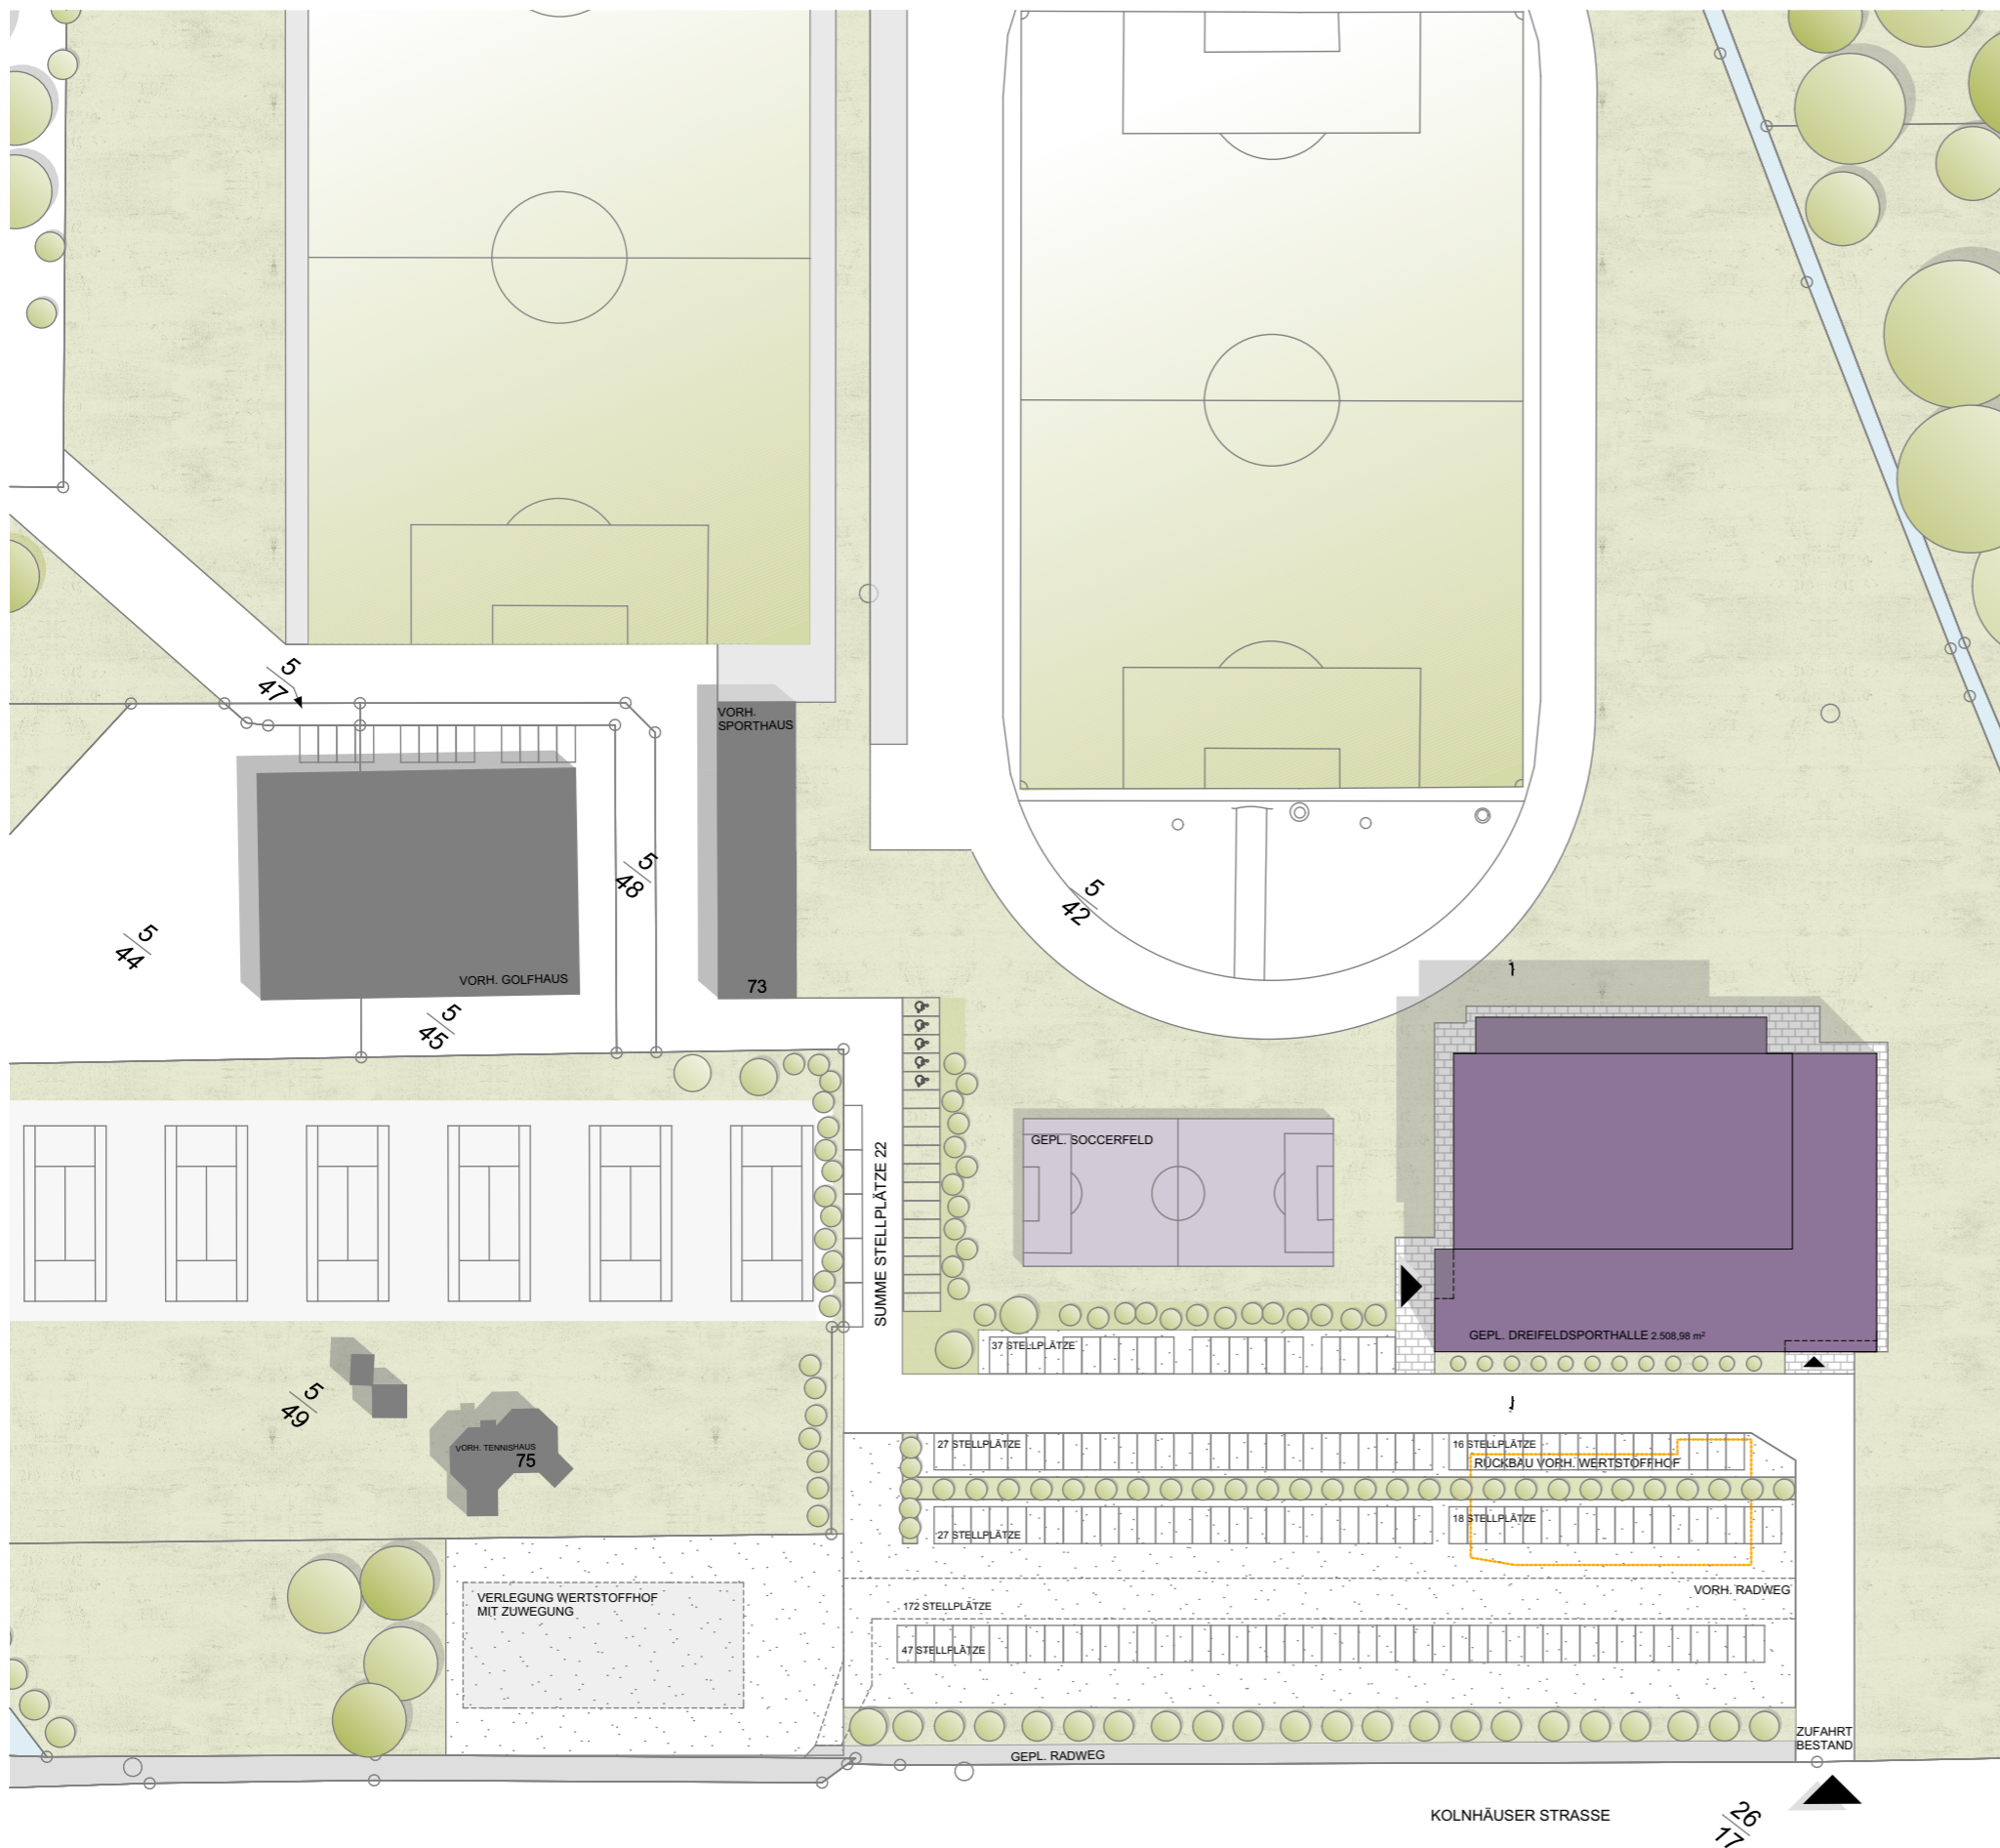 5
47
VORH.
SPORTHAUS
5
48
5
42
5
44
VORH. GOLFHAUS
73
5
45
GEPL. SOCCERFELD
SUMME STELLPLÄTZE 22
GEPL. DREIFELDSPORTHALLE 2.508,98 m²
37 STELLPLÄTZE
5
49
VORH. TENNISHAUS
75
27 STELLPLÄTZE
16 STELLPLÄTZE
RÜCKBAU VORH. WERTSTOFFHOF
27 STELLPLÄTZE
18 STELLPLÄTZE
VERLEGUNG WERTSTOFFHOF
MIT ZUWEGUNG
VORH. RADWEG
172 STELLPLÄTZE
47 STELLPLÄTZE
ZUFAHRT
BESTAND
GEPL. RADWEG
KOLNHÄUSER STRASSE
26
17